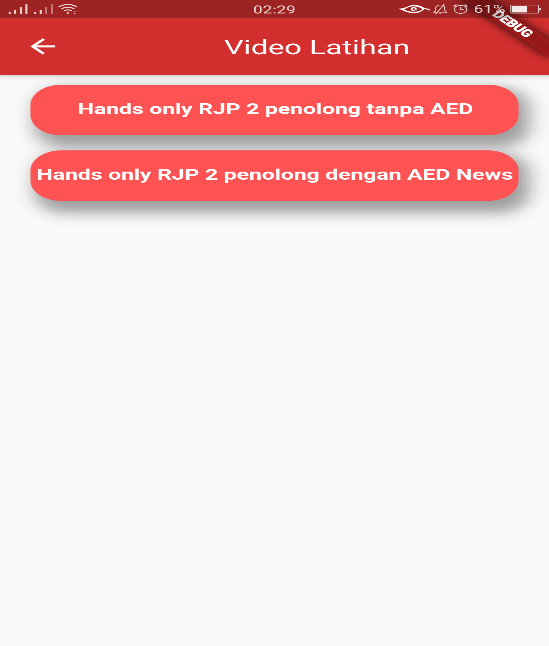 02:29
61%
DEBUG
Video Latihan
Hands only RJP 2 penolong tanpa AED
Hands only RJP 2 penolong dengan AED News